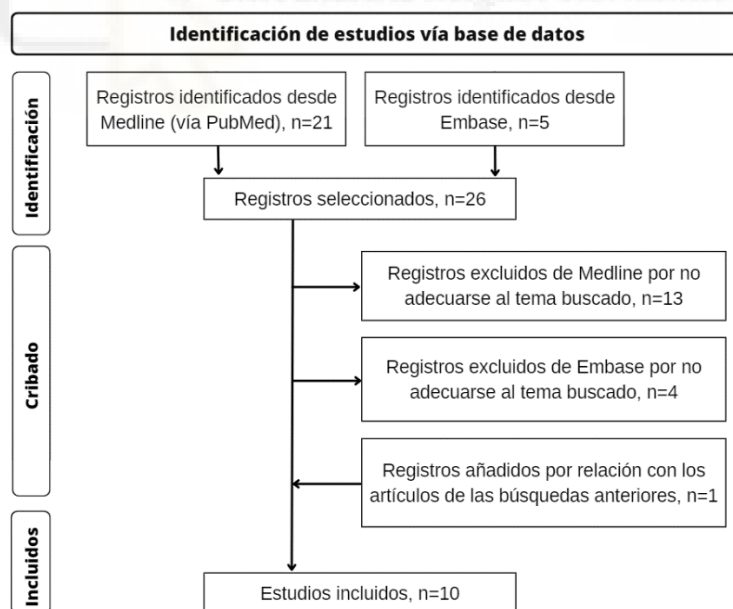 Identificación de estudios vía base de datos
Identificación
Registros identificados desde
Medline (vía PubMed), n=21
Registros identificados desde
Embase, n=5
Registros seleccionados, n=26
Cribado
Registros excluidos de Medline por no
adecuarse al tema buscado, n=13
Registros excluidos de Embase por no
adecuarse al tema buscado, n=4
Registros añadidos por relación con los
artículos de las búsquedas anteriores, n=1
Incluidos
Estudios incluidos, n=10